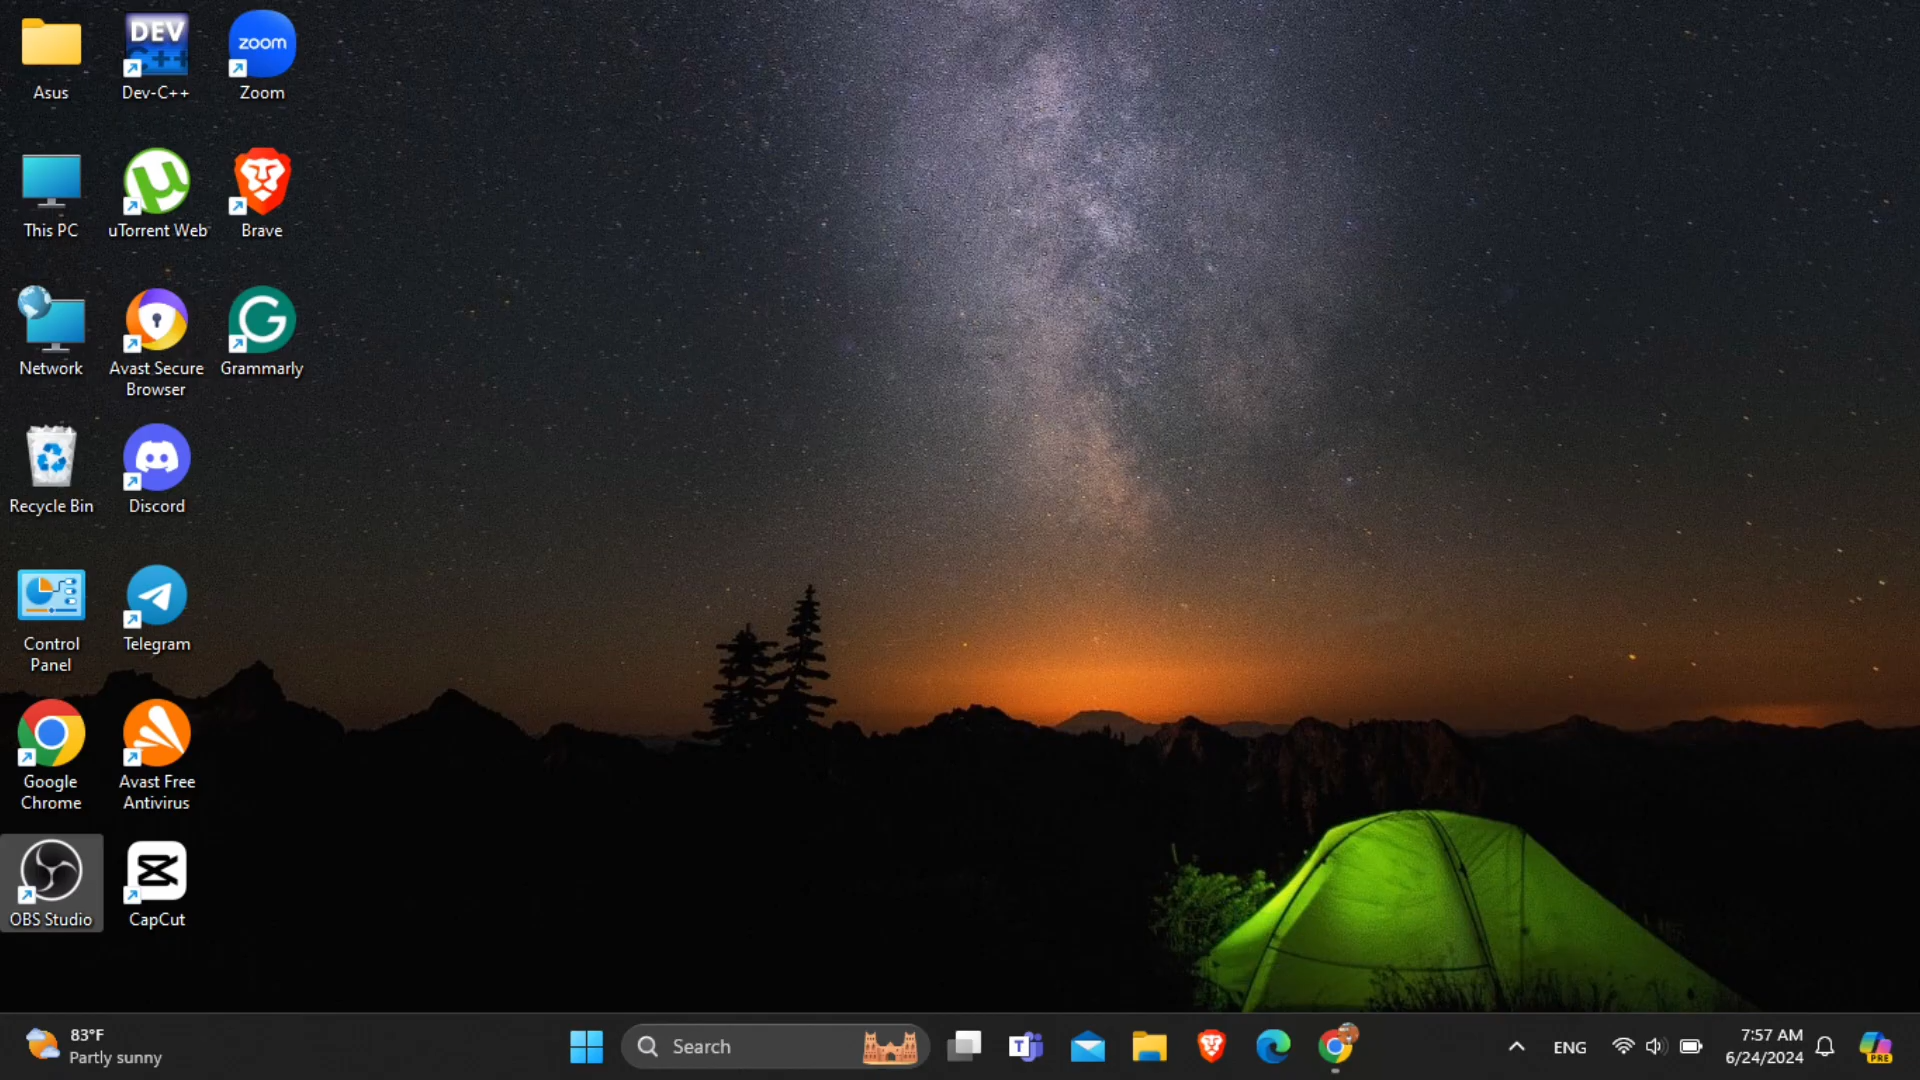 Asus
DEV
C++
Dev-C++
zoom
Zoom
This PC
uTorrent Web
Brave
Network
Avast Secure
Browser
Grammarly
Recycle Bin
Discord
Control
Panel
Telegram
Google
Chrome
Avast Free
Antivirus
OBS Studio
CapCut
83°F
Partly sunny
Search
T
ENG
7:57 AM
6/24/2024
PRE